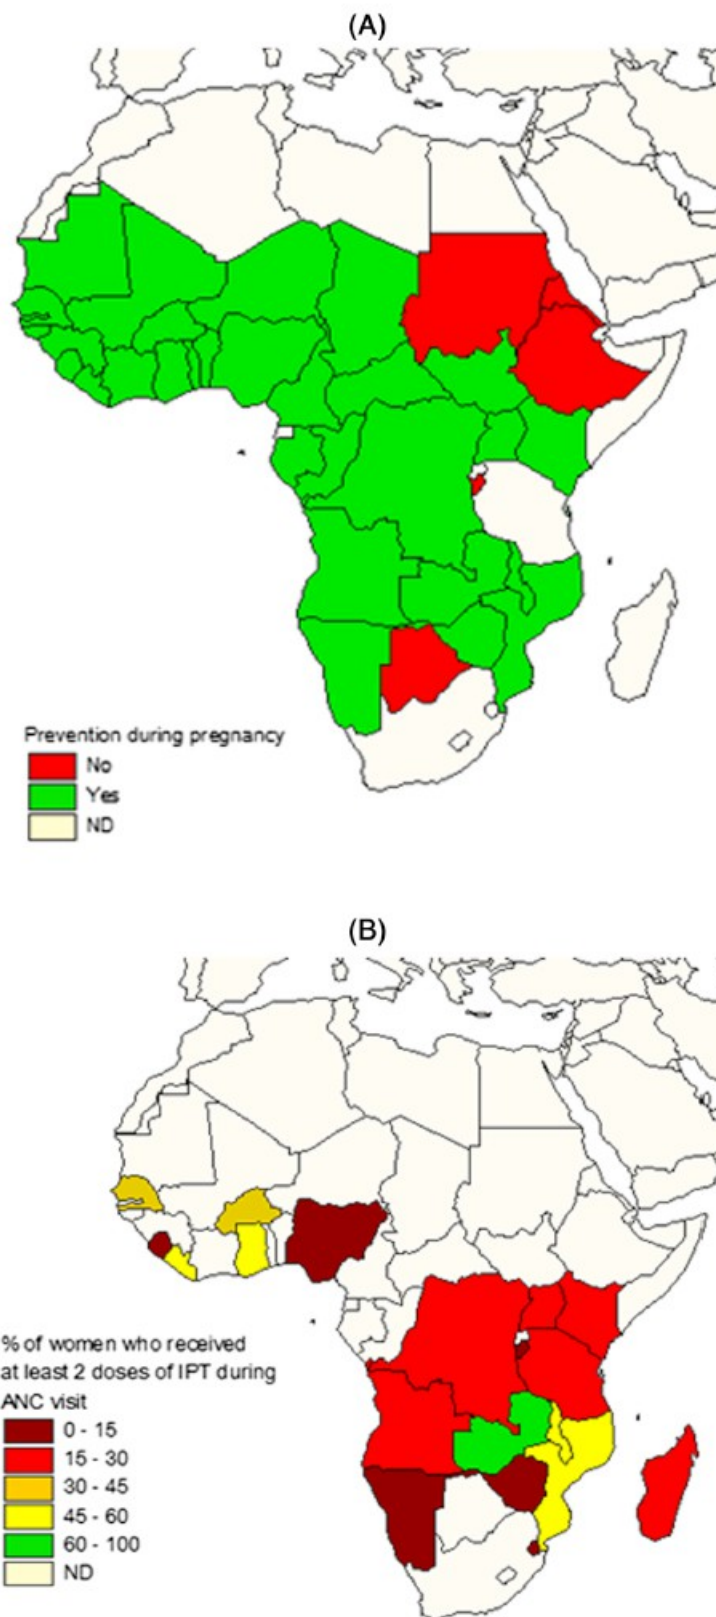 (A)
Prevention during pregnancy
No
Yes
ND
(B)
% of women who received
at least 2 doses of IPT during
ANC visit
0 - 15
15 - 30
30 - 45
45 - 60
60 - 100
ND